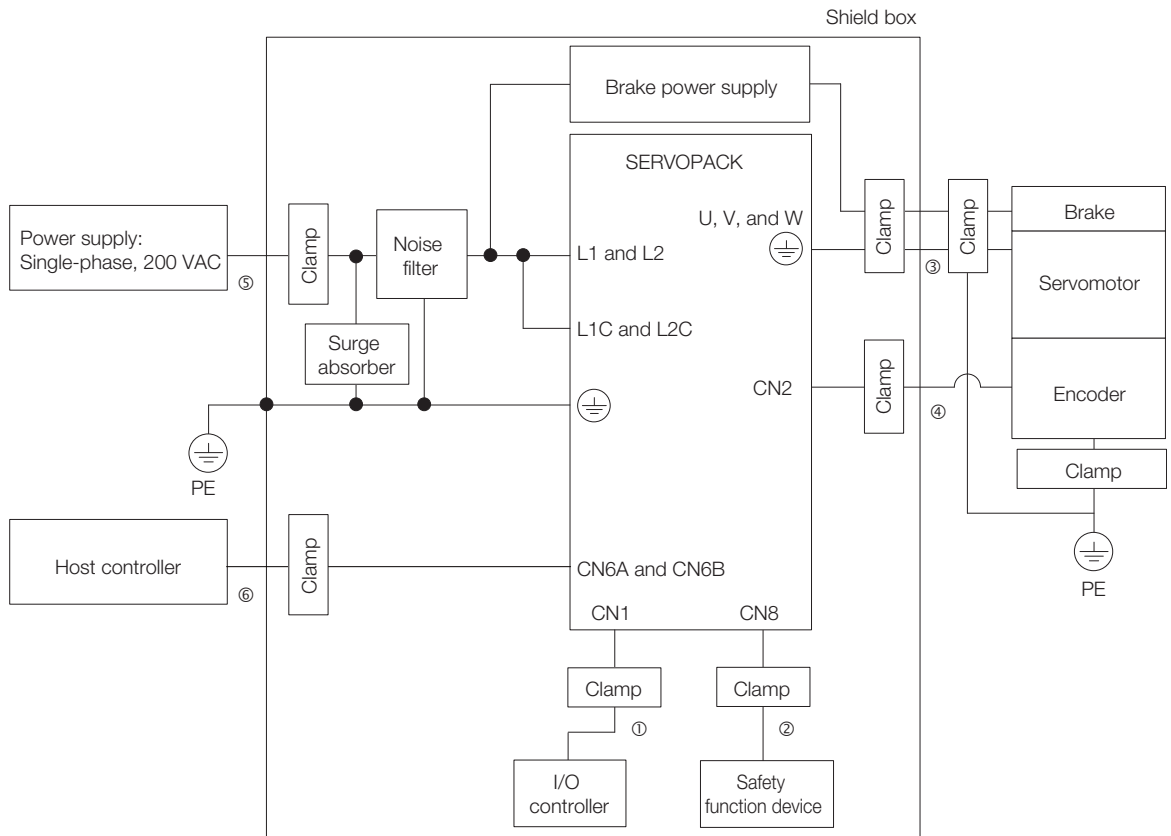 Shield box
Brake power supply
SERVOPACK
Power supply:
Single-phase, 200 VAC
⑤
Clamp
Noise
filter
Surge
absorber
L1 and L2
L1C and L2C
U, V, and W
Clamp
③
Clamp
Brake
Servomotor
Encoder
CN2
Clamp
④
Clamp
PE
PE
Host controller
⑥
Clamp
CN6A and CN6B
CN1
CN8
Clamp
Clamp
①
②
I/O
controller
Safety
function device